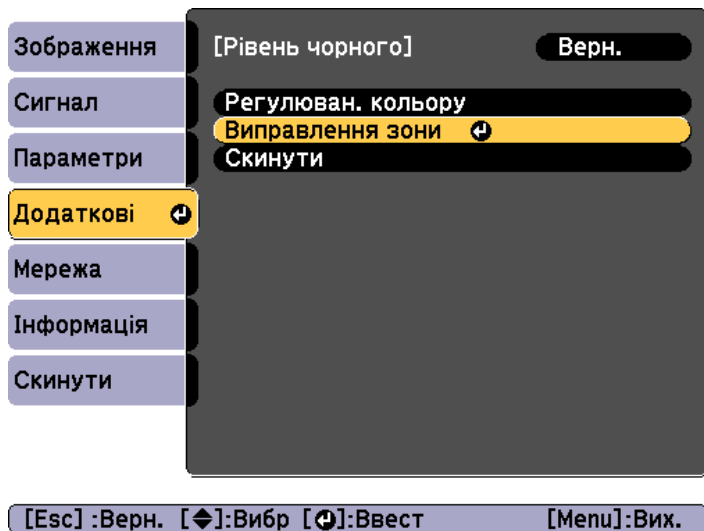 Зображення
Сигнал
Параметри
Додаткові
Мережа
Інформація
Скинути
[Рівень чорного] Верн.
Регулюван. кольору
Виправлення зони
Скинути
[Esc] :Верн. [◆]:Вибр [⏎]:Ввест [Menu]:Вих.